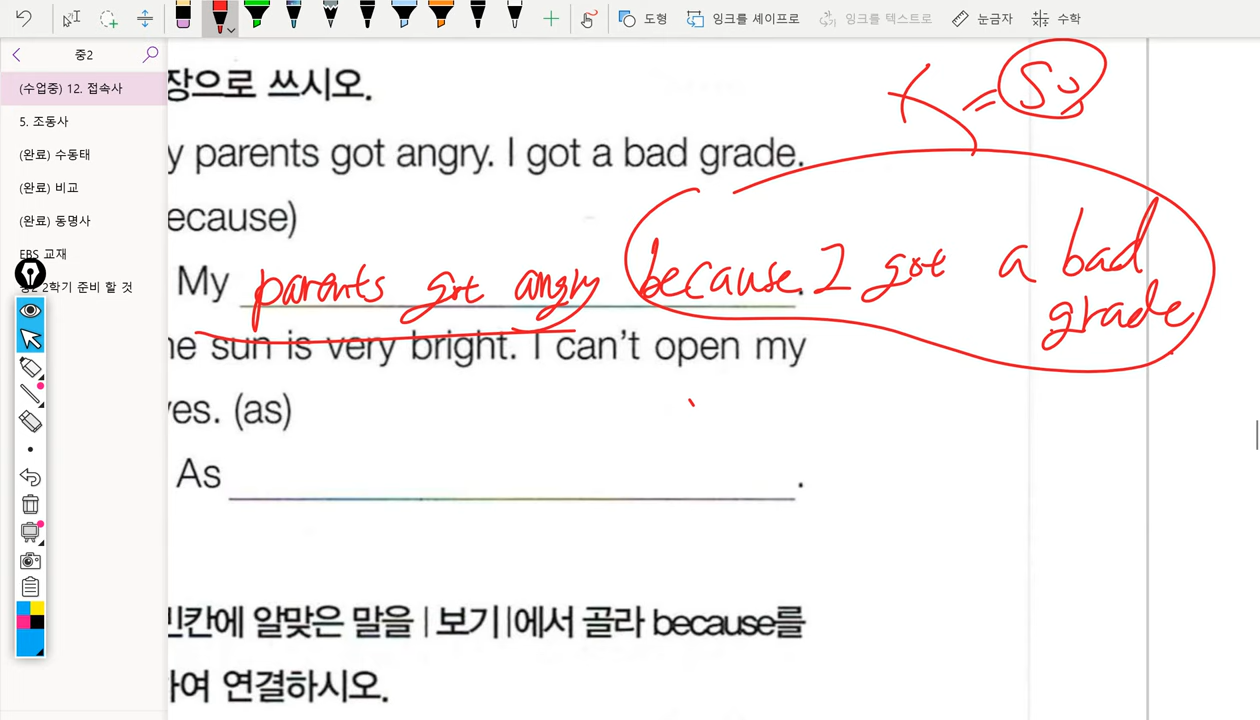 도형
잉크를 셰이프로
잉크를 텍스트로
눈금자
수학
중2
(수업중) 12. 접속사
5. 조동사
(완료) 수동태
(완료) 비교
(완료) 동명사
EBS 교재
2학기 준비 할 것
장으로 쓰시오.
y parents got angry. I got a bad grade.
ecause)
My parents got angry because I got a bad
grade
.
he sun is very bright. I can't open my
yes. (as)
As
.
빈칸에 알맞은 말을 |보기|에서 골라 because를
하여 연결하시오.